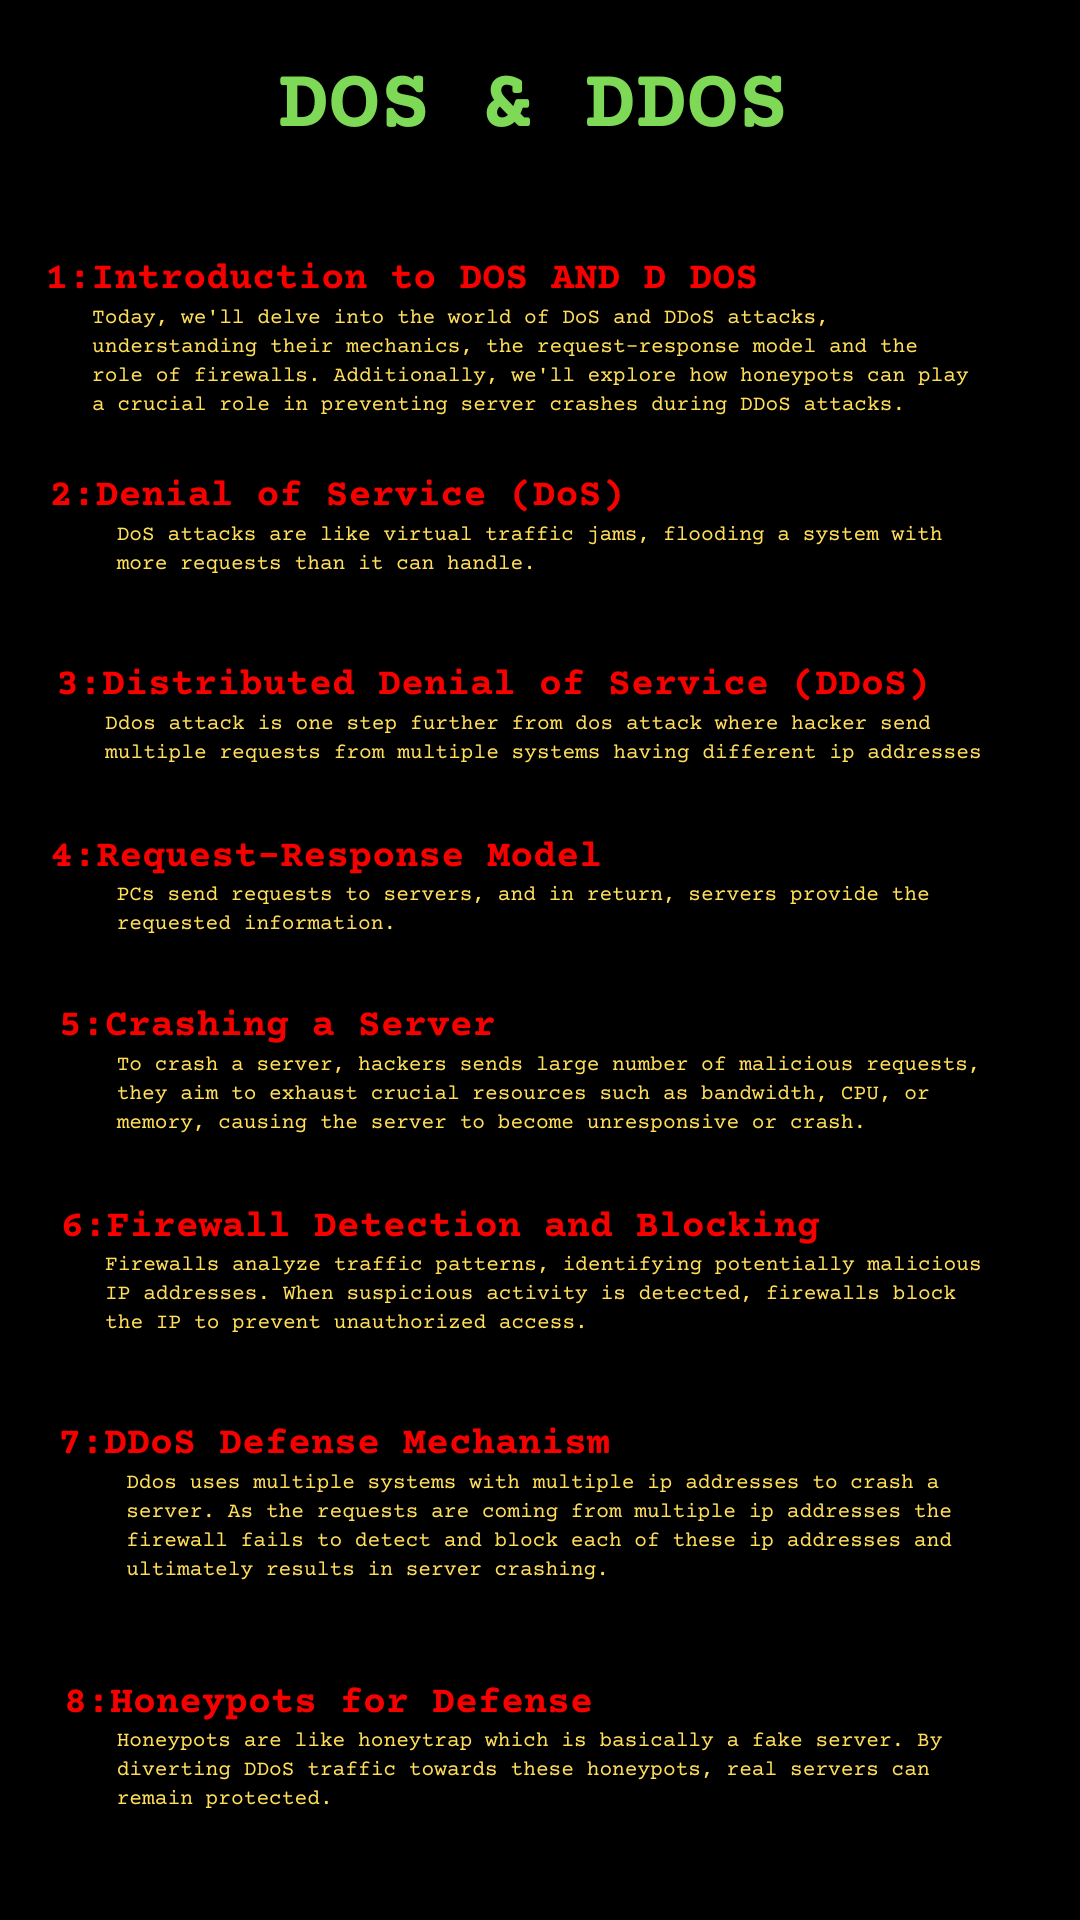 DOS & DDOS
1:Introduction to DOS AND D DOS
Today, we'll delve into the world of DoS and DDoS attacks,
understanding their mechanics, the request-response model and the
role of firewalls. Additionally, we'll explore how honeypots can play
a crucial role in preventing server crashes during DDoS attacks.
2:Denial of Service (DoS)
DoS attacks are like virtual traffic jams, flooding a system with
more requests than it can handle.
3:Distributed Denial of Service (DDoS)
Ddos attack is one step further from dos attack where hacker send
multiple requests from multiple systems having different ip addresses
4:Request-Response Model
PCs send requests to servers, and in return, servers provide the
requested information.
5:Crashing a Server
To crash a server, hackers sends large number of malicious requests,
they aim to exhaust crucial resources such as bandwidth, CPU, or
memory, causing the server to become unresponsive or crash.
6:Firewall Detection and Blocking
Firewalls analyze traffic patterns, identifying potentially malicious
IP addresses. When suspicious activity is detected, firewalls block
the IP to prevent unauthorized access.
7:DDoS Defense Mechanism
Ddos uses multiple systems with multiple ip addresses to crash a
server. As the requests are coming from multiple ip addresses the
firewall fails to detect and block each of these ip addresses and
ultimately results in server crashing.
8:Honeypots for Defense
Honeypots are like honeytrap which is basically a fake server. By
diverting DDoS traffic towards these honeypots, real servers can
remain protected.